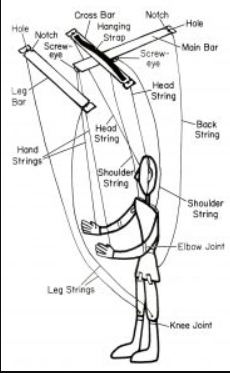 Cross Bar
Notch
Hole
Hanging
Strap
Hole
Notch
Screw-
eye
Main Bar
Screw-
eye
Leg
Bar
Head
String
Head
String
Back
String
Hand
Strings
Shoulder
String
Shoulder
String
Elbow Joint
Leg Strings
Knee Joint